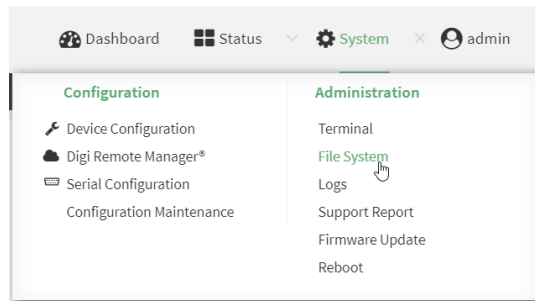 Dashboard Status System admin
Configuration
Device Configuration
Digi Remote Manager®
Serial Configuration
Configuration Maintenance
Administration
Terminal
File System
Logs
Support Report
Firmware Update
Reboot